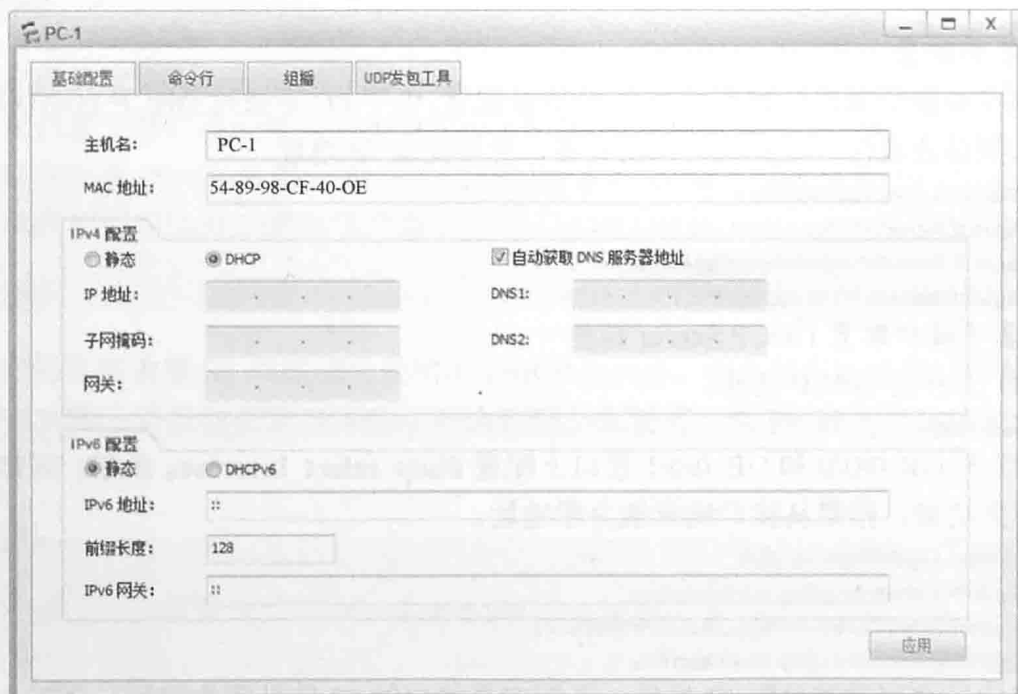 PC-1
基础配置 命令行 组播 UDP发包工具
主机名： PC-1
MAC 地址： 54-89-98-CF-40-OE
IPv4 配置
静态 DHCP 自动获取 DNS 服务器地址
IP 地址： DNS1:
子网掩码： DNS2:
网关：
IPv6 配置
静态 DHCPv6
IPv6 地址： ::
前缀长度： 128
IPv6 网关： ::
应用